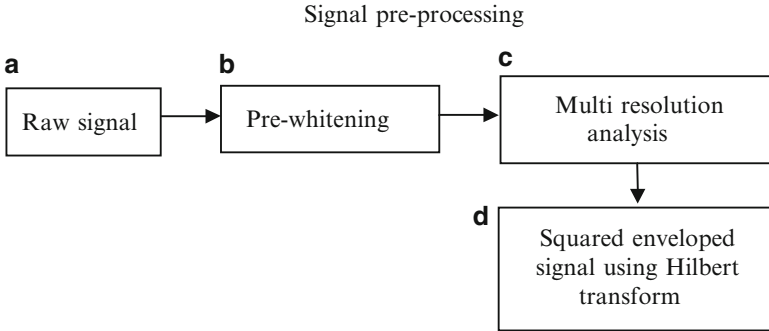 Signal pre-processing
a
Raw signal
b
Pre-whitening
c
Multi resolution
analysis
d
Squared enveloped
signal using Hilbert
transform